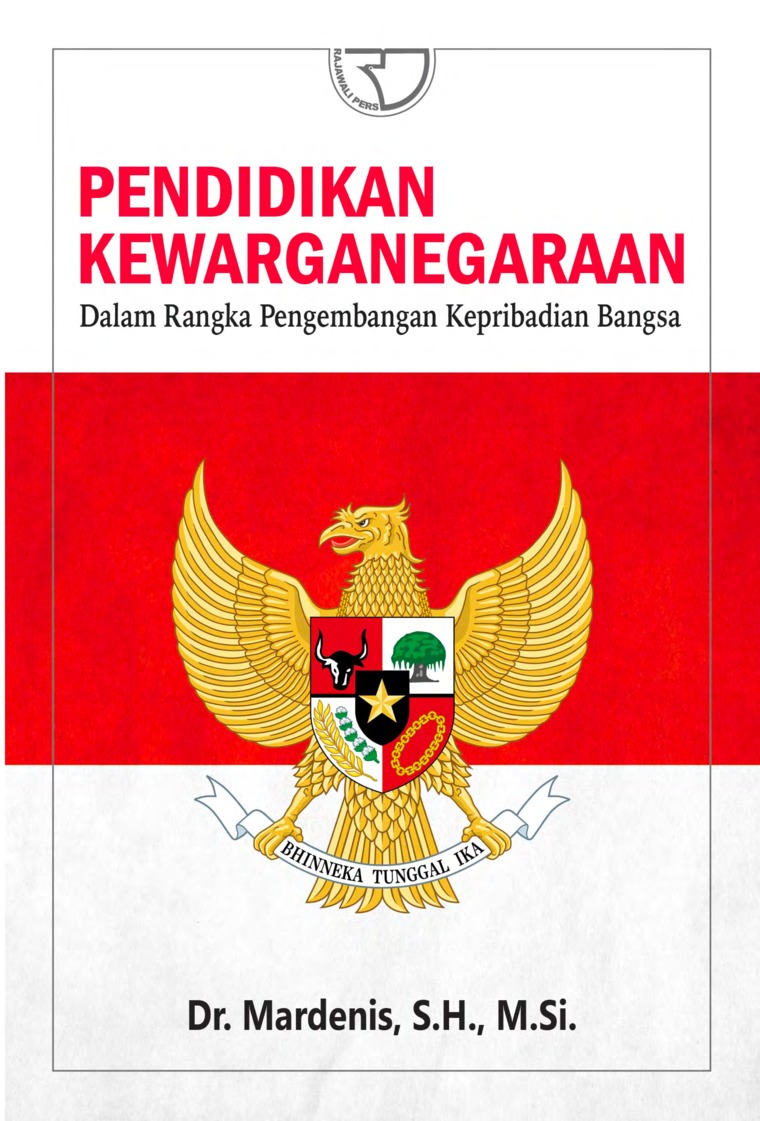 RAJAWALI PERS
PENDIDIKAN
KEWARGANEGARAAN
Dalam Rangka Pengembangan Kepribadian Bangsa
BHINNEKA TUNGGAL IKA
Dr. Mardenis, S.H., M.Si.